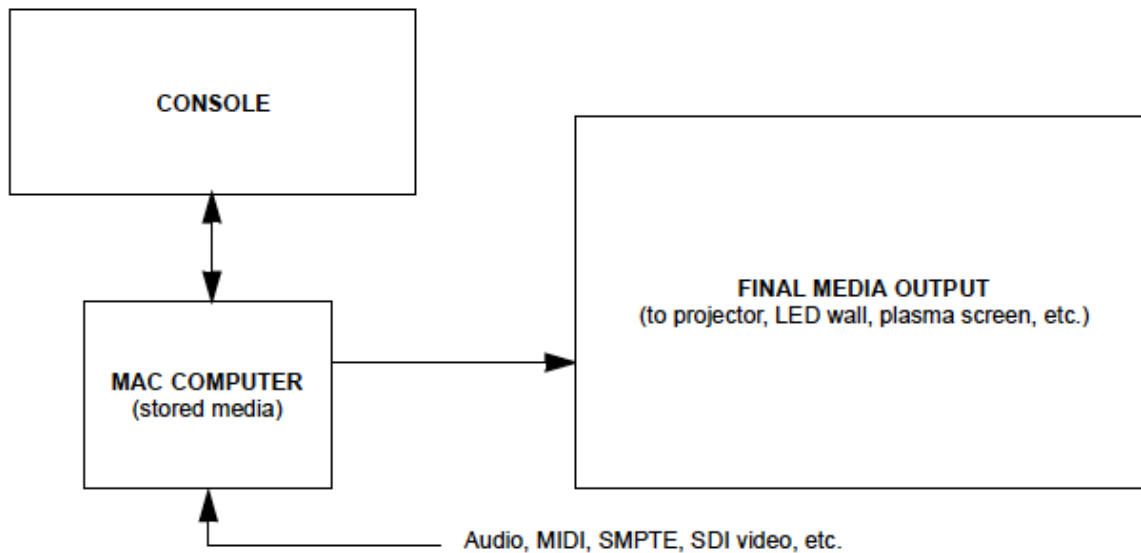 CONSOLE
FINAL MEDIA OUTPUT
(to projector, LED wall, plasma screen, etc.)
MAC COMPUTER
(stored media)
Audio, MIDI, SMPTE, SDI video, etc.